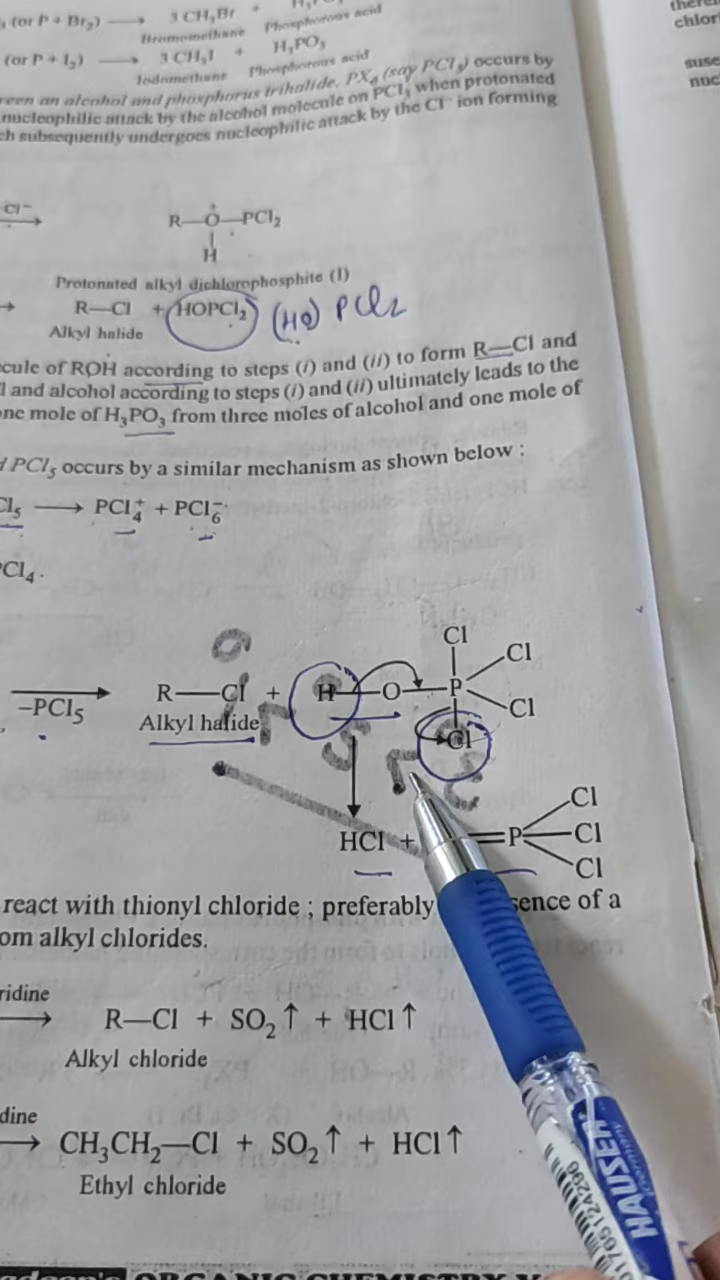 s (or P + Br₂) ⟶ 3 CH₃Br +
Bromomethane Phosphorous acid
(or P + I₂) ⟶ 3 CH₃I + H₃PO₃
Iodomethane Phosphorous acid
een an alcohol and phosphorus trihalide, PX₃ (say PCl₃) occurs by
nucleophilic attack by the alcohol molecule on PCl₃ when protonated
ch subsequently undergoes nucleophilic attack by the Cl⁻ ion forming
Cl⁻
R—O⁺—PCl₂
H
Protonated alkyl dichlorophosphite (I)
→ R—Cl + HOPCl₂ (HO) PCl₂
Alkyl halide
cule of ROH according to steps (i) and (ii) to form R—Cl and
l and alcohol according to steps (i) and (ii) ultimately leads to the
one mole of H₃PO₃ from three moles of alcohol and one mole of
PCl₅ occurs by a similar mechanism as shown below :
Cl₅ ⟶ PCl₄⁺ + PCl₆⁻
PCl₄.
Cl
Cl
–PCl₅ R—Cl + H—O—P
Cl
Alkyl halide
Cl
Cl
HCl + =P—Cl
Cl
react with thionyl chloride ; preferably sence of a
om alkyl chlorides.
ridine
⟶ R—Cl + SO₂↑ + HCl↑
Alkyl chloride
dine
→ CH₃CH₂—Cl + SO₂↑ + HCl↑
Ethyl chloride
ORGANIC CHEMISTRY
HAUSER
chlor
suse
nuc